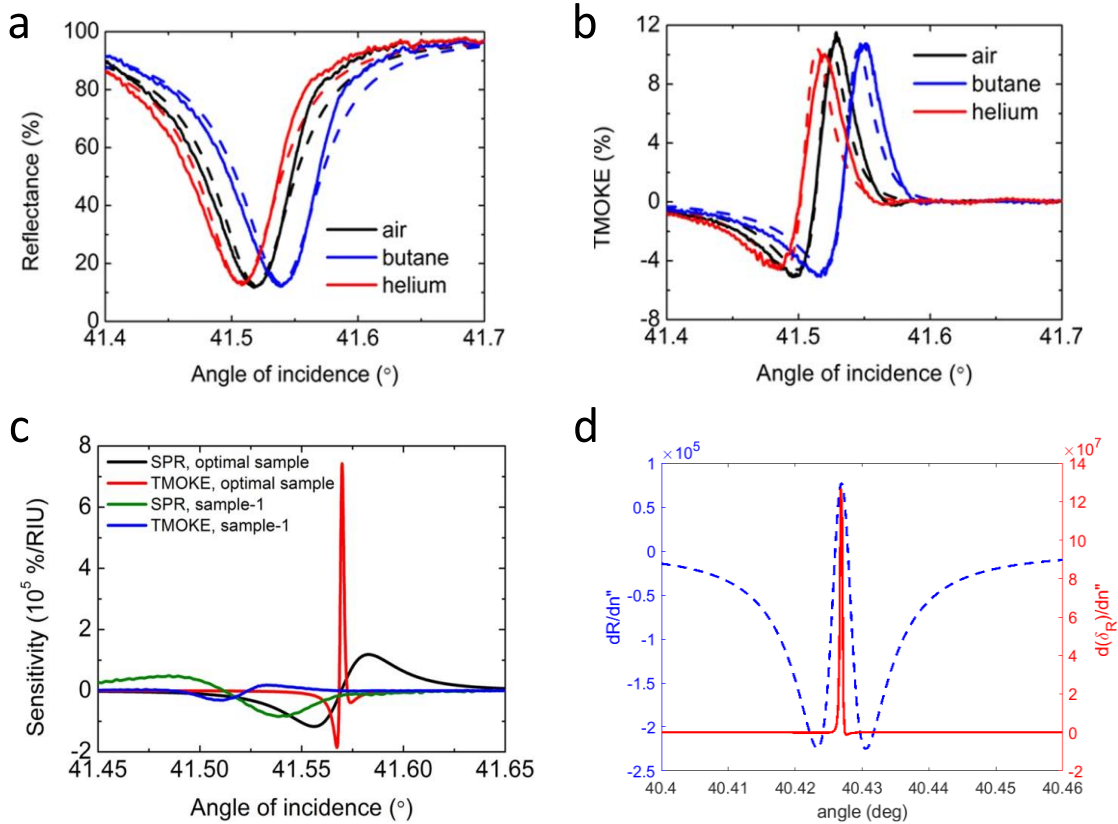 a
100
80
60
40
20
0
Reflectance (%)
air
butane
helium
41.4
41.5
41.6
41.7
Angle of incidence (°)
b
12
8
4
0
-4
-8
TMOKE (%)
air
butane
helium
41.4
41.5
41.6
41.7
Angle of incidence (°)
c
8
6
4
2
0
-2
Sensitivity (10⁵ %/RIU)
SPR, optimal sample
TMOKE, optimal sample
SPR, sample-1
TMOKE, sample-1
41.45
41.50
41.55
41.60
41.65
Angle of incidence (°)
d
×10⁵
1
0.5
0
-0.5
-1
-1.5
-2
-2.5
dR/dn"
×10⁷
14
12
10
8
6
4
2
0
-2
d(δ_R)/dn"
40.4
40.41
40.42
40.43
40.44
40.45
40.46
angle (deg)